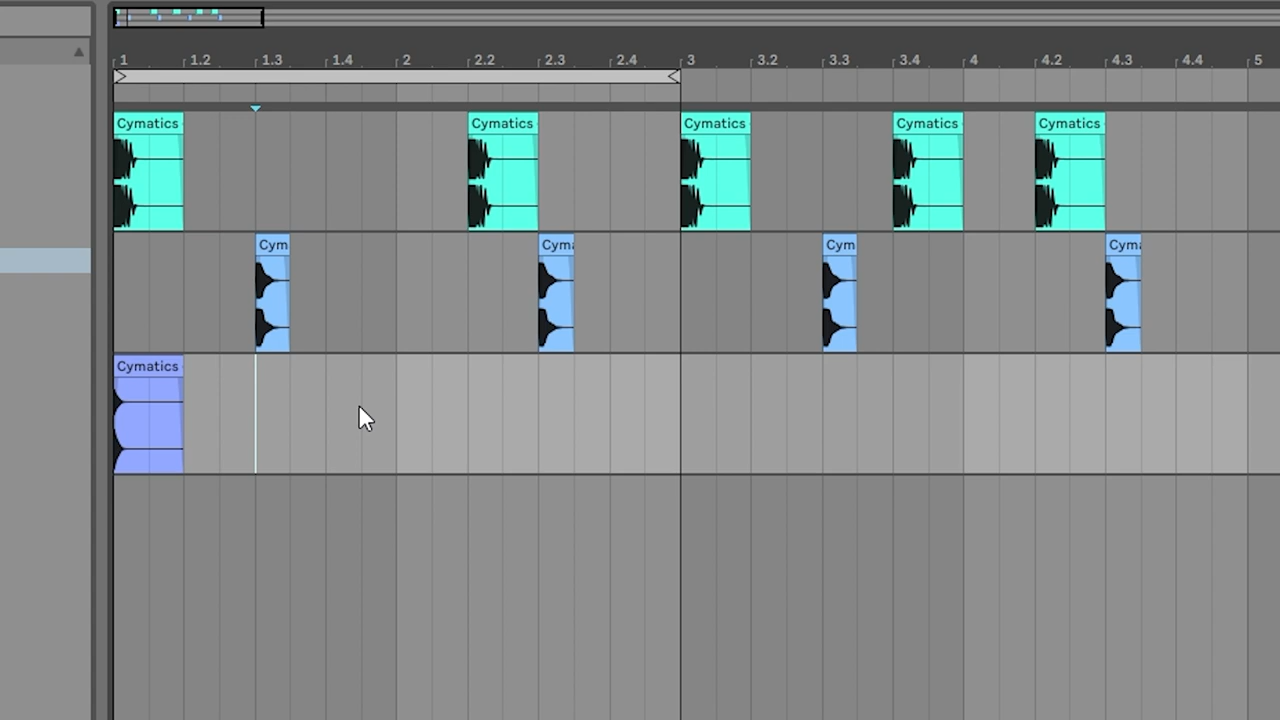 1 1.2 1.3 1.4 2 2.2 2.3 2.4 3 3.2 3.3 3.4 4 4.2 4.3 4.4 5
Cymatics Cymatics Cymatics Cymatics Cymatics
Cym Cyma Cym Cyma
Cymatics